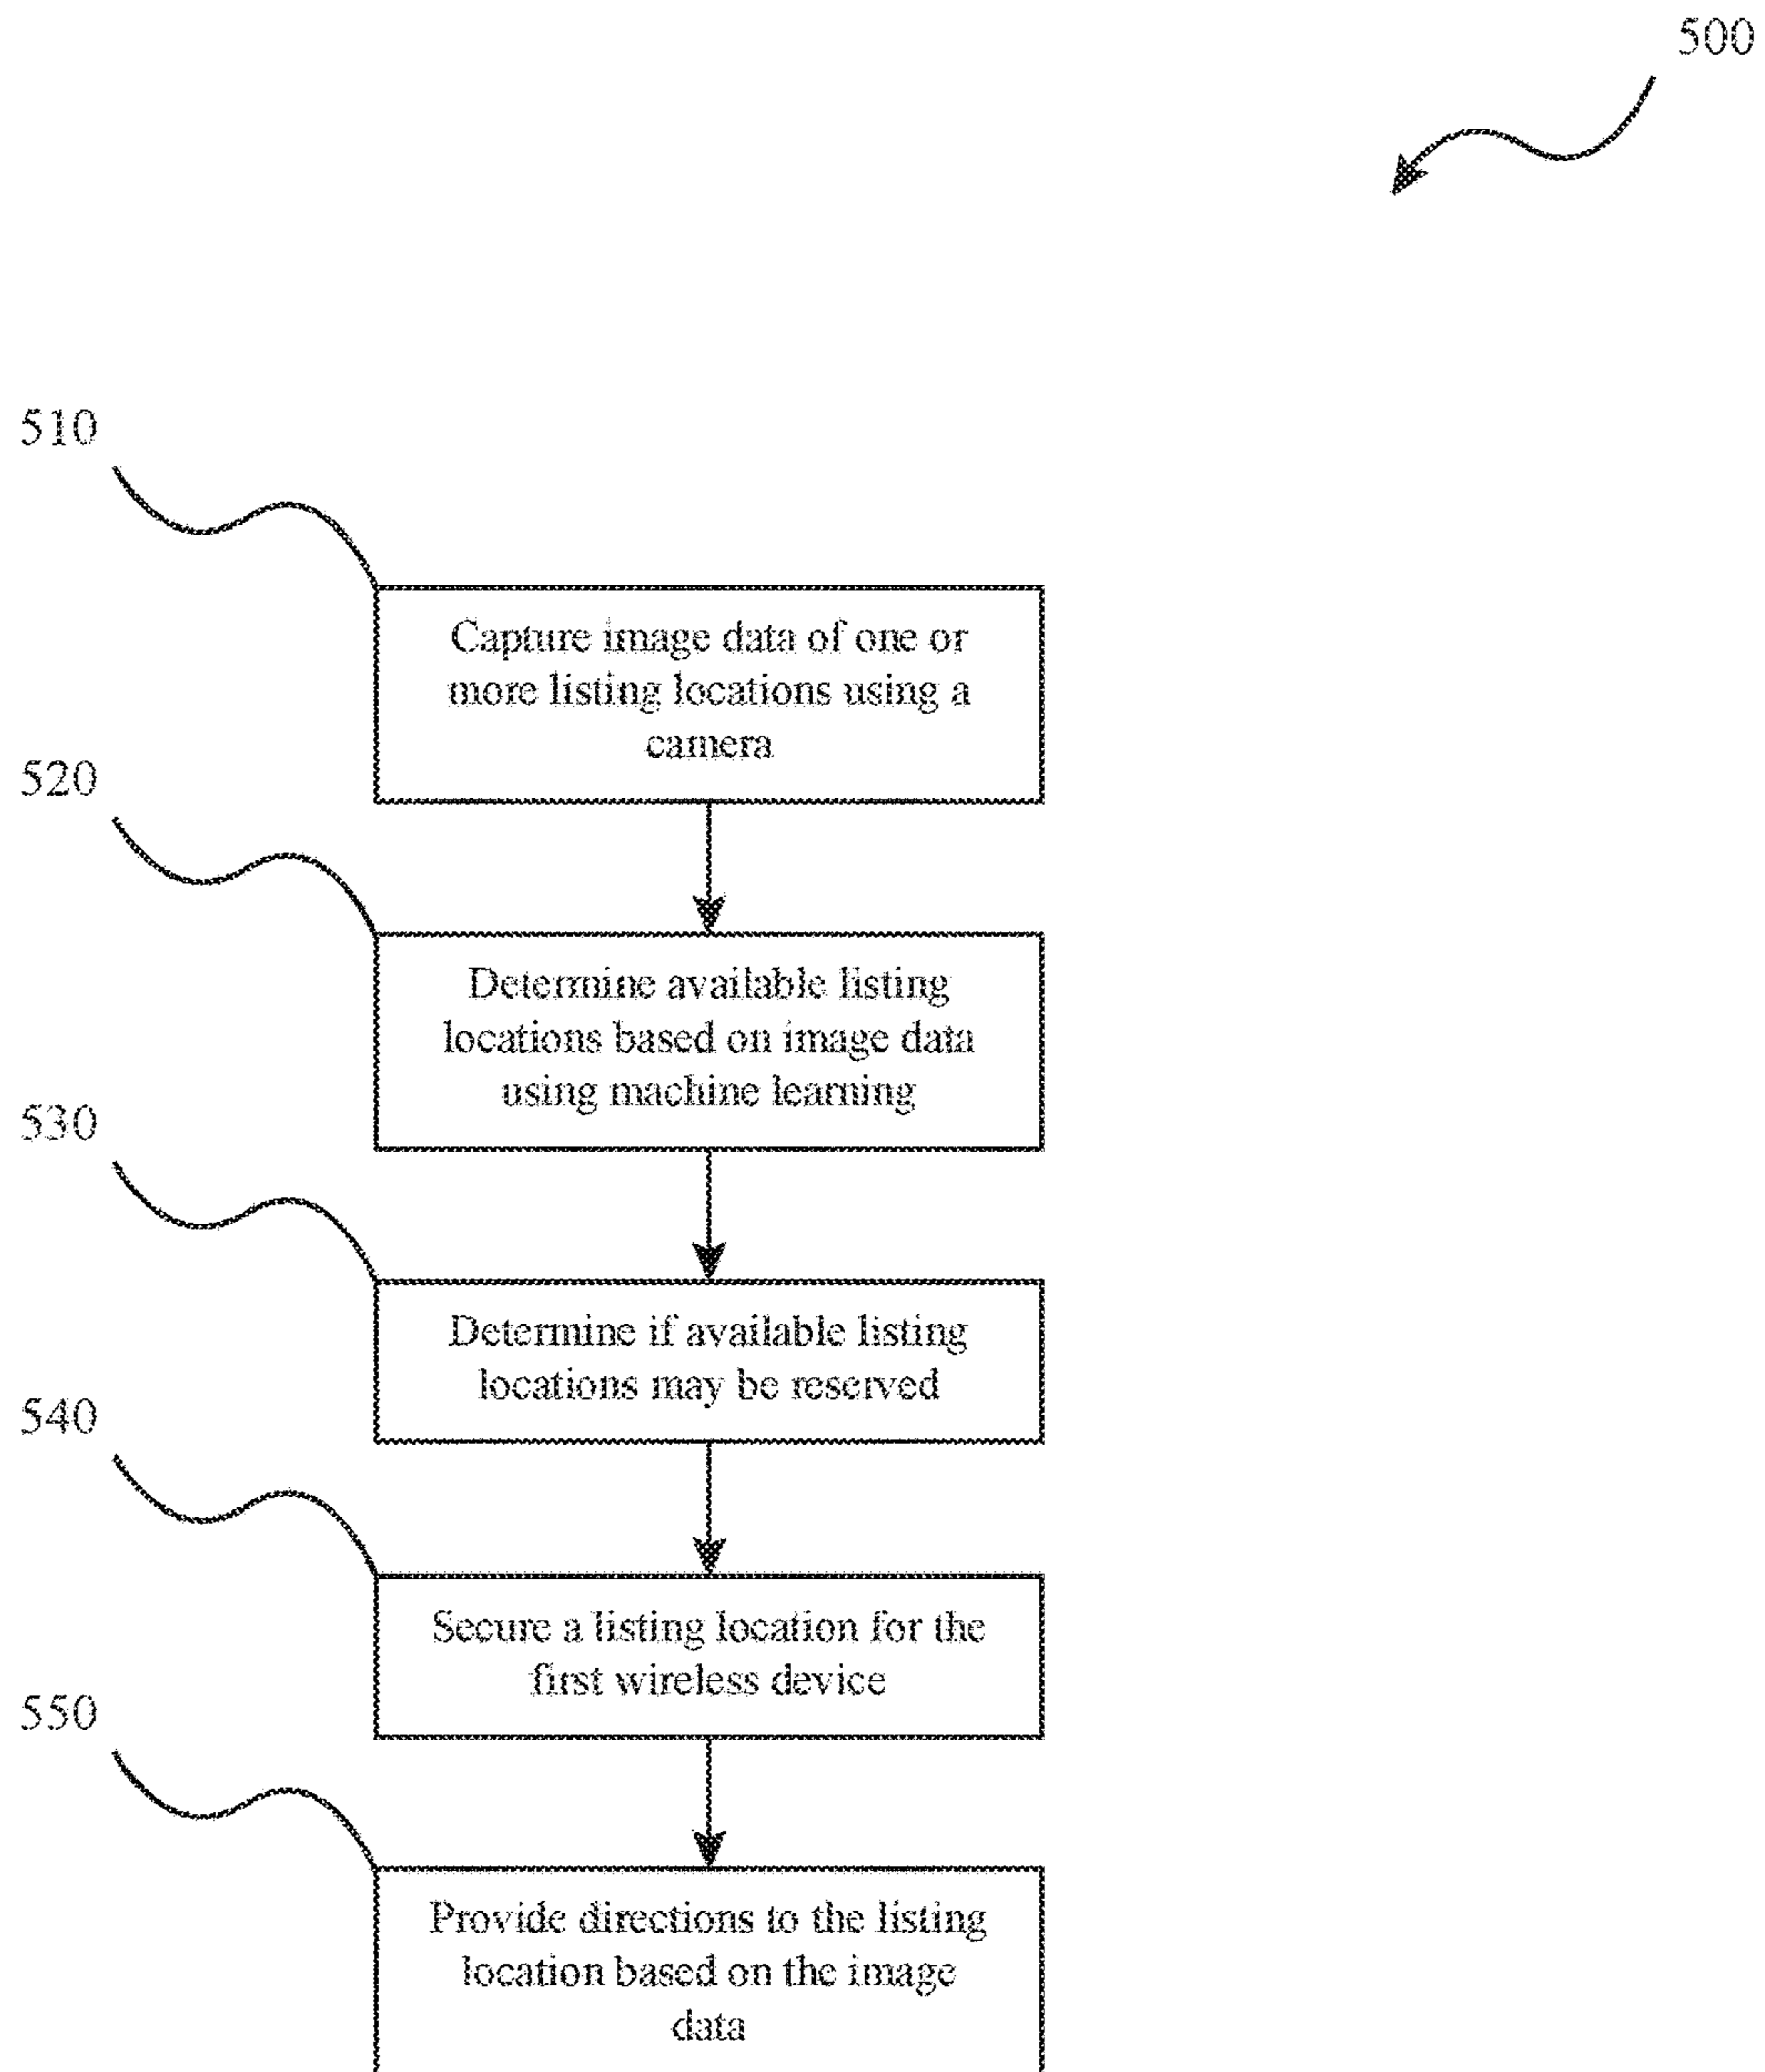 500
510
Capture image data of one or
more listing locations using a
camera
520
Determine available listing
locations based on image data
using machine learning
530
Determine if available listing
locations may be reserved
540
Secure a listing location for the
first wireless device
550
Provide directions to the listing
location based on the image
data